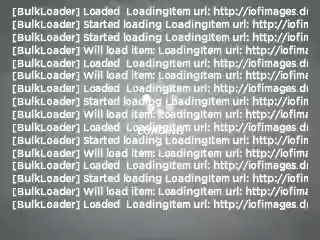 [BulkLoader] Loaded LoadingItem url: http://iofimages.d
[BulkLoader] Started loading LoadingItem url: http://iofima
[BulkLoader] Loaded LoadingItem url: http://iofimages.d
[BulkLoader] Will load item: LoadingItem url: http://iofima
[BulkLoader] Started loading LoadingItem url: http://iofima
[BulkLoader] Will load item: LoadingItem url: http://iofima
[BulkLoader] Loaded LoadingItem url: http://iofimages.d
[BulkLoader] Started loading LoadingItem url: http://iofima
[BulkLoader] Will load item: LoadingItem url: http://iofima
[BulkLoader] Loaded LoadingItem url: http://iofimages.d
[BulkLoader] Started loading LoadingItem url: http://iofima
[BulkLoader] Will load item: LoadingItem url: http://iofima
[BulkLoader] Loaded LoadingItem url: http://iofimages.d
[BulkLoader] Started loading LoadingItem url: http://iofima
[BulkLoader] Will load item: LoadingItem url: http://iofima
[BulkLoader] Loaded LoadingItem url: http://iofimages.d